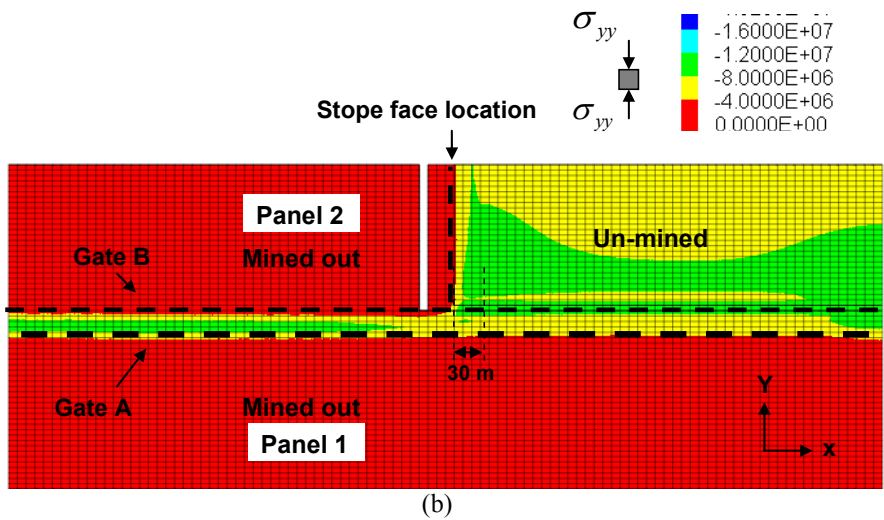 σyy
-1.6000E+07
-1.2000E+07
-8.0000E+06
-4.0000E+06
0.0000E+00
σyy
Stope face location
Panel 2
Un-mined
Gate B
Mined out
30 m
Gate A
Mined out
Panel 1
Y
x
(b)